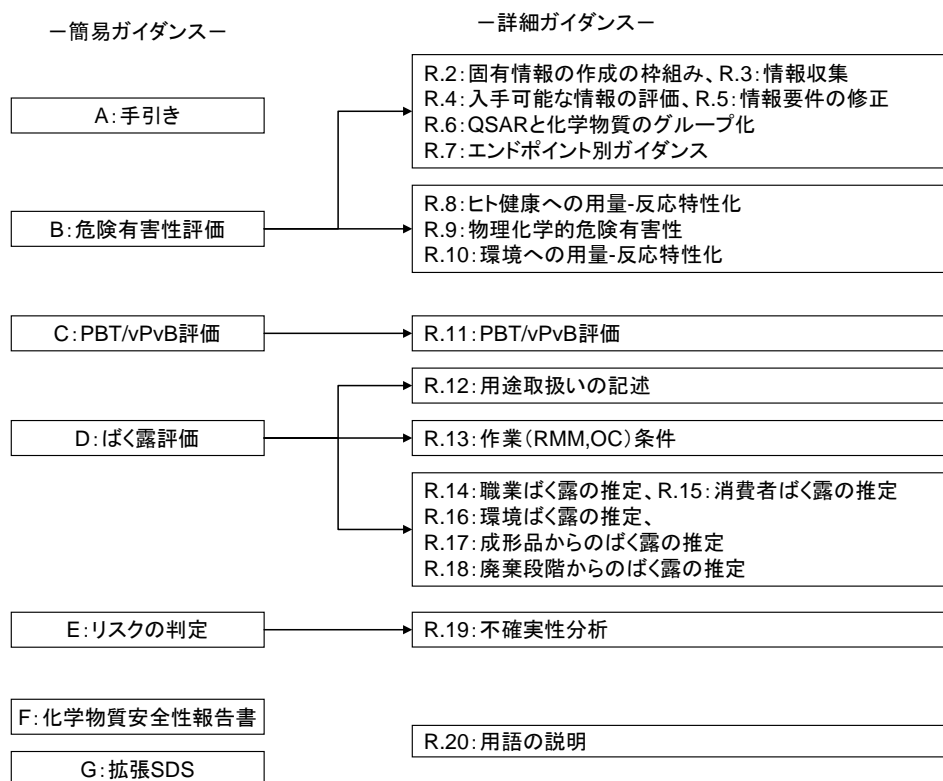 －簡易ガイダンス－
－詳細ガイダンス－
A：手引き
R.2：固有情報の作成の枠組み、R.3：情報収集
R.4：入手可能な情報の評価、R.5：情報要件の修正
R.6：QSARと化学物質のグループ化
R.7：エンドポイント別ガイダンス
B：危険有害性評価
R.8：ヒト健康への用量-反応特性化
R.9：物理化学的危険有害性
R.10：環境への用量-反応特性化
C：PBT/vPvB評価
R.11：PBT/vPvB評価
R.12：用途取扱いの記述
D：ばく露評価
R.13：作業（RMM,OC）条件
R.14：職業ばく露の推定、R.15：消費者ばく露の推定
R.16：環境ばく露の推定、
R.17：成形品からのばく露の推定
R.18：廃棄段階からのばく露の推定
E：リスクの判定
R.19：不確実性分析
F：化学物質安全性報告書
R.20：用語の説明
G：拡張SDS